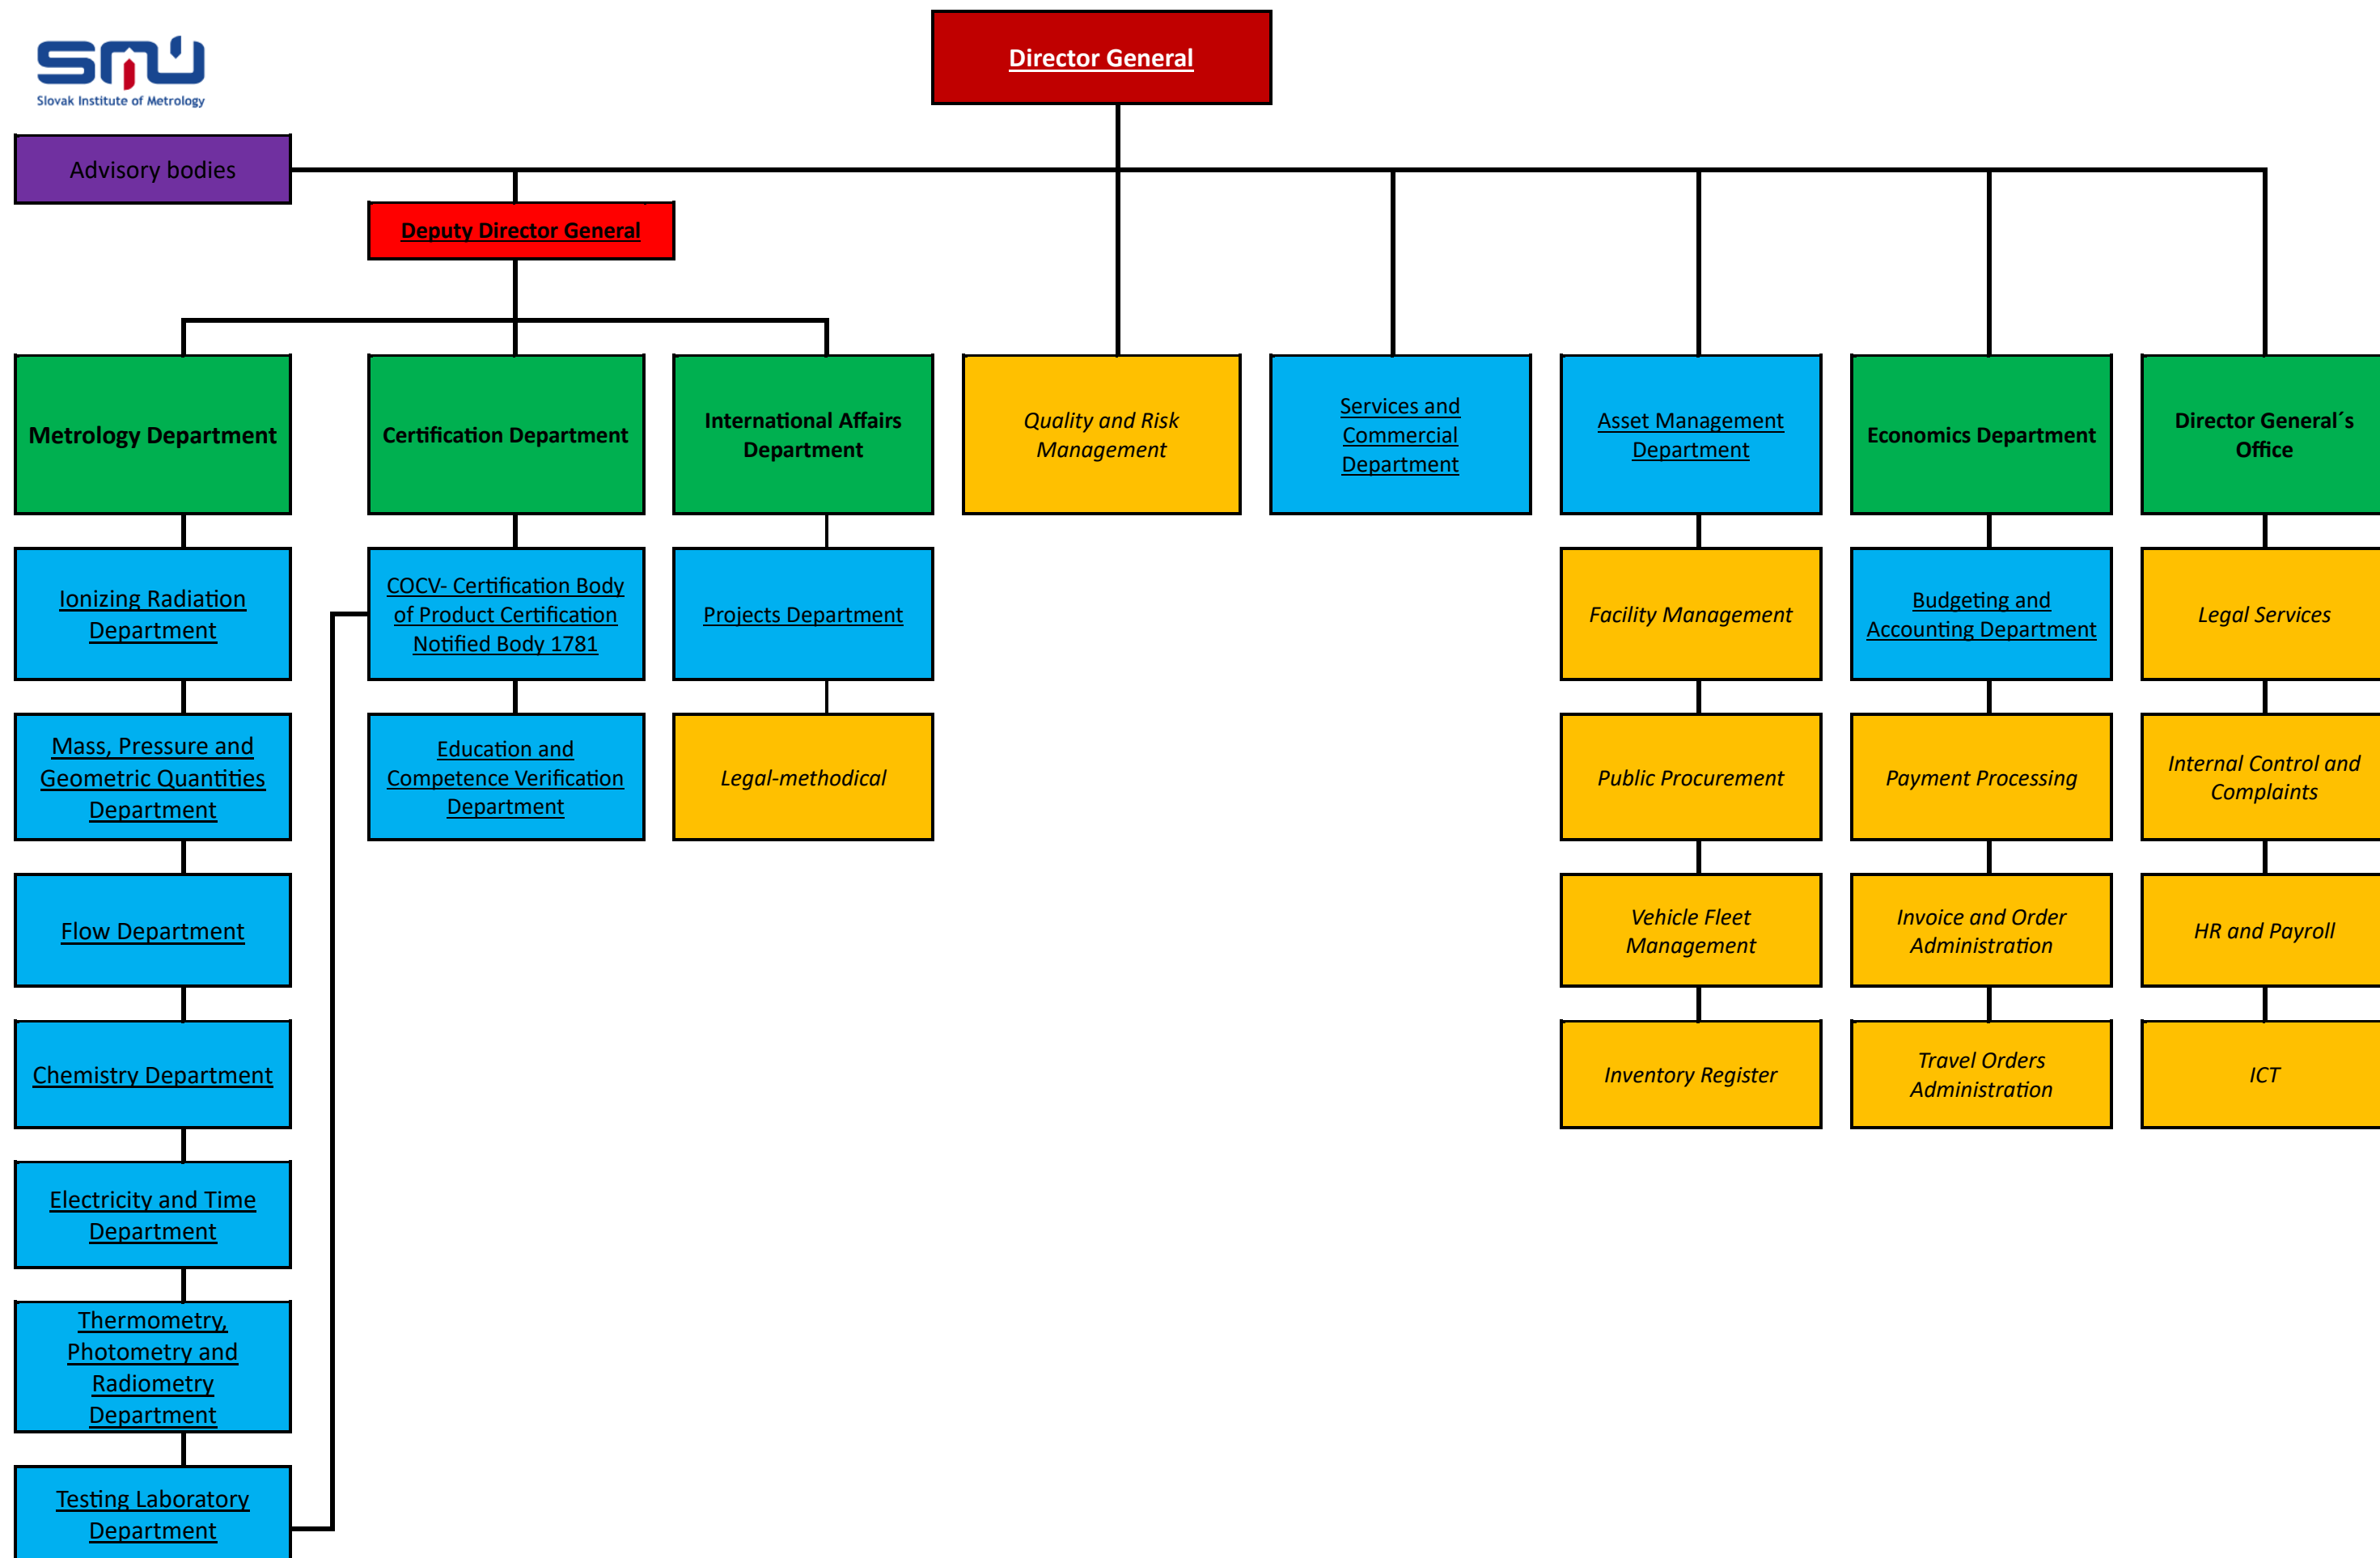 smu
Slovak Institute of Metrology
Director General
Advisory bodies
Deputy Director General
Metrology Department
Certification Department
International Affairs
Department
Quality and Risk
Management
Services and
Commercial
Department
Asset Management
Department
Economics Department
Director General´s
Office
Ionizing Radiation
Department
COCV- Certification Body
of Product Certification
Notified Body 1781
Projects Department
Facility Management
Budgeting and
Accounting Department
Legal Services
Mass, Pressure and
Geometric Quantities
Department
Education and
Competence Verification
Department
Legal-methodical
Public Procurement
Payment Processing
Internal Control and
Complaints
Flow Department
Vehicle Fleet
Management
Invoice and Order
Administration
HR and Payroll
Chemistry Department
Inventory Register
Travel Orders
Administration
ICT
Electricity and Time
Department
Thermometry,
Photometry and
Radiometry
Department
Testing Laboratory
Department